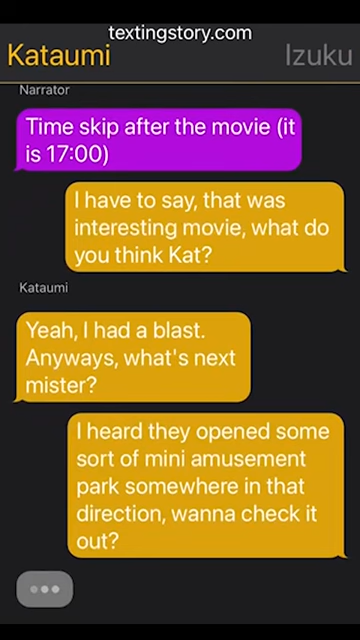 textingstory.com
Kataumi
Izuku
Narrator
Time skip after the movie (it
is 17:00)
I have to say, that was
interesting movie, what do
you think Kat?
Kataumi
Yeah, I had a blast.
Anyways, what's next
mister?
I heard they opened some
sort of mini amusement
park somewhere in that
direction, wanna check it
out?